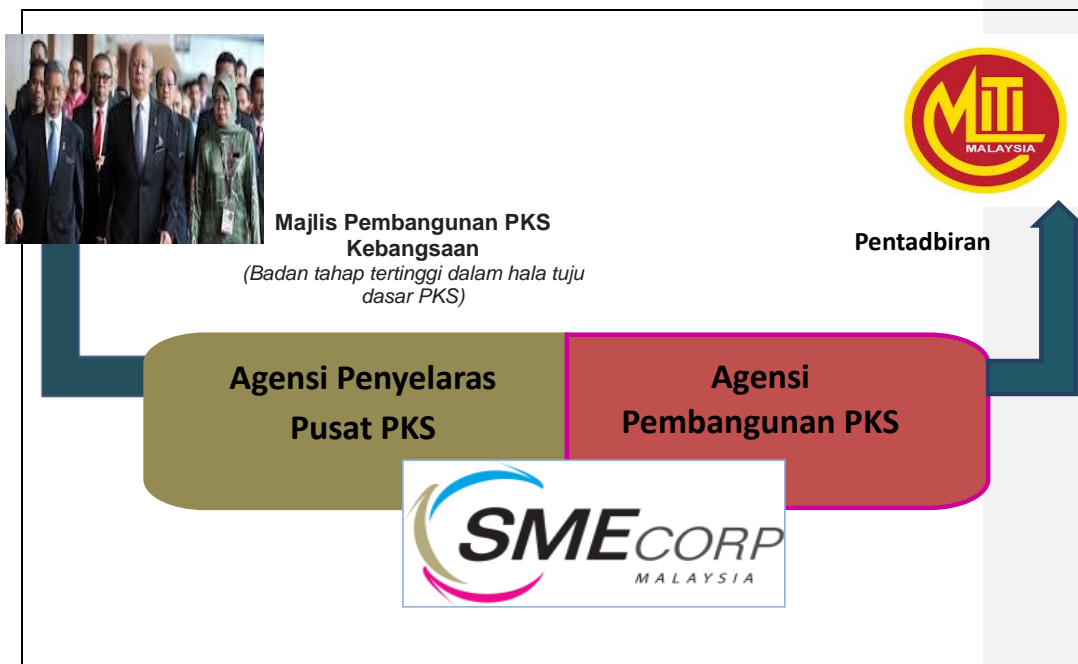 MITI
MALAYSIA
Majlis Pembangunan PKS
Kebangsaan
(Badan tahap tertinggi dalam hala tuju
dasar PKS)
Pentadbiran
Agensi Penyelaras
Pusat PKS
Agensi
Pembangunan PKS
SMECORP
MALAYSIA